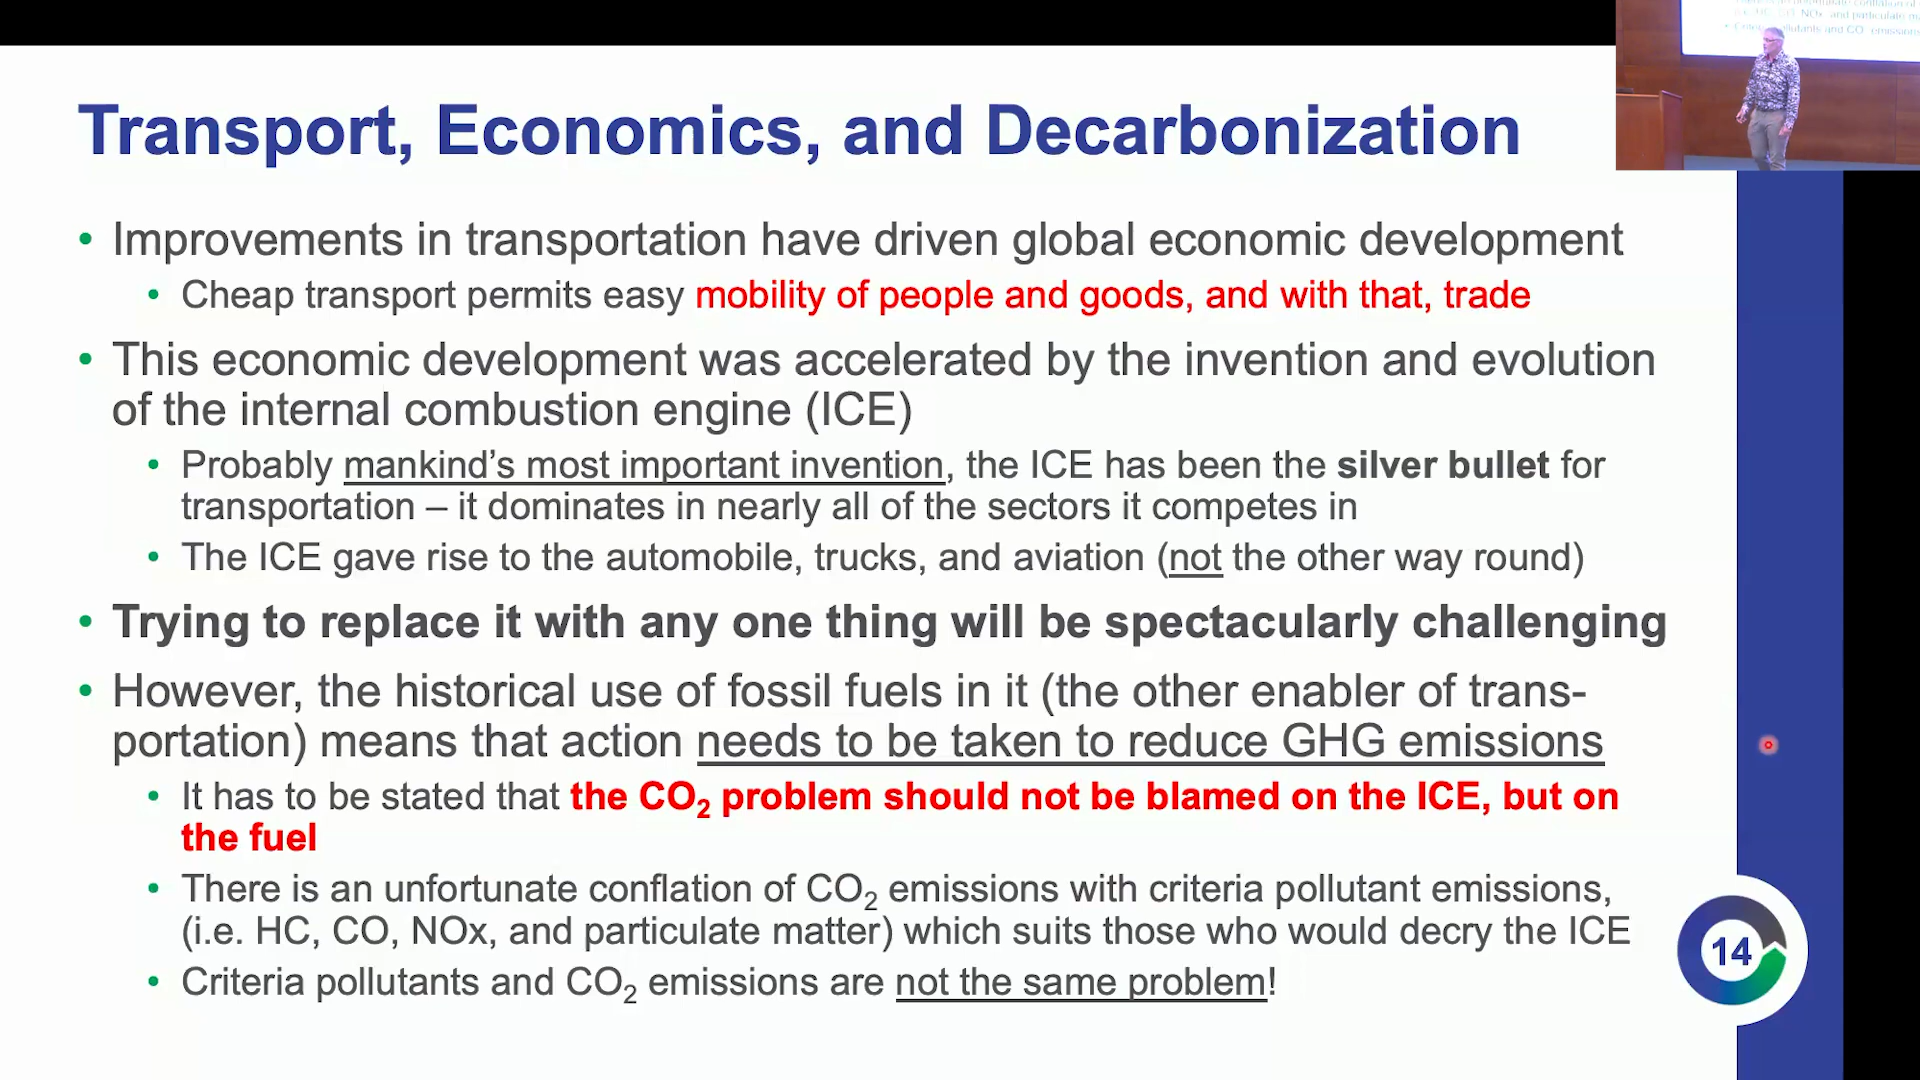 Transport, Economics, and Decarbonization
• Improvements in transportation have driven global economic development
• Cheap transport permits easy mobility of people and goods, and with that, trade
• This economic development was accelerated by the invention and evolution
of the internal combustion engine (ICE)
• Probably mankind’s most important invention, the ICE has been the silver bullet for
transportation – it dominates in nearly all of the sectors it competes in
• The ICE gave rise to the automobile, trucks, and aviation (not the other way round)
• Trying to replace it with any one thing will be spectacularly challenging
• However, the historical use of fossil fuels in it (the other enabler of trans-
portation) means that action needs to be taken to reduce GHG emissions
• It has to be stated that the CO₂ problem should not be blamed on the ICE, but on
the fuel
• There is an unfortunate conflation of CO₂ emissions with criteria pollutant emissions,
(i.e. HC, CO, NOx, and particulate matter) which suits those who would decry the ICE
• Criteria pollutants and CO₂ emissions are not the same problem!
14